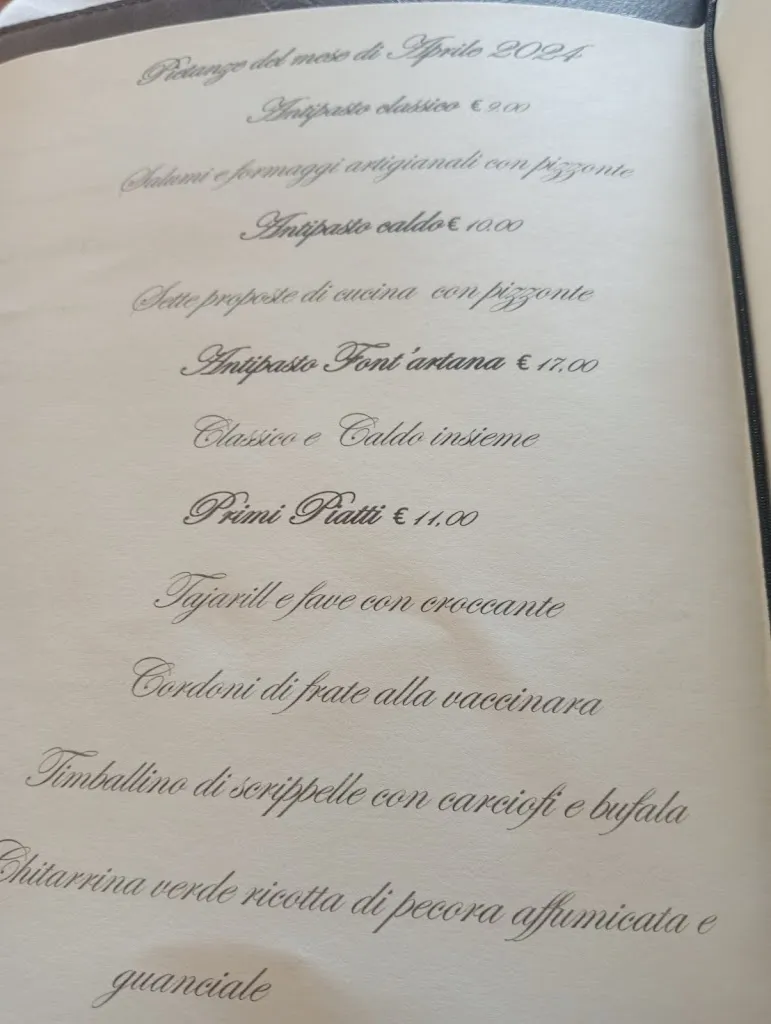 Pietanze del mese di Aprile 2024
Antipasto classico € 9.00
Salumi e formaggi artigianali con pizzonte
Antipasto caldo€ 10.00
Sette proposte di cucina con pizzonte
Antipasto Font'artana € 17.00
Classico e Caldo insieme
Primi Piatti € 11.00
Tajarill e fave con croccante
Cordoni di frate alla vaccinara
Timballino di scrippelle con carciofi e bufala
Chitarrina verde ricotta di pecora affumicata e
guanciale